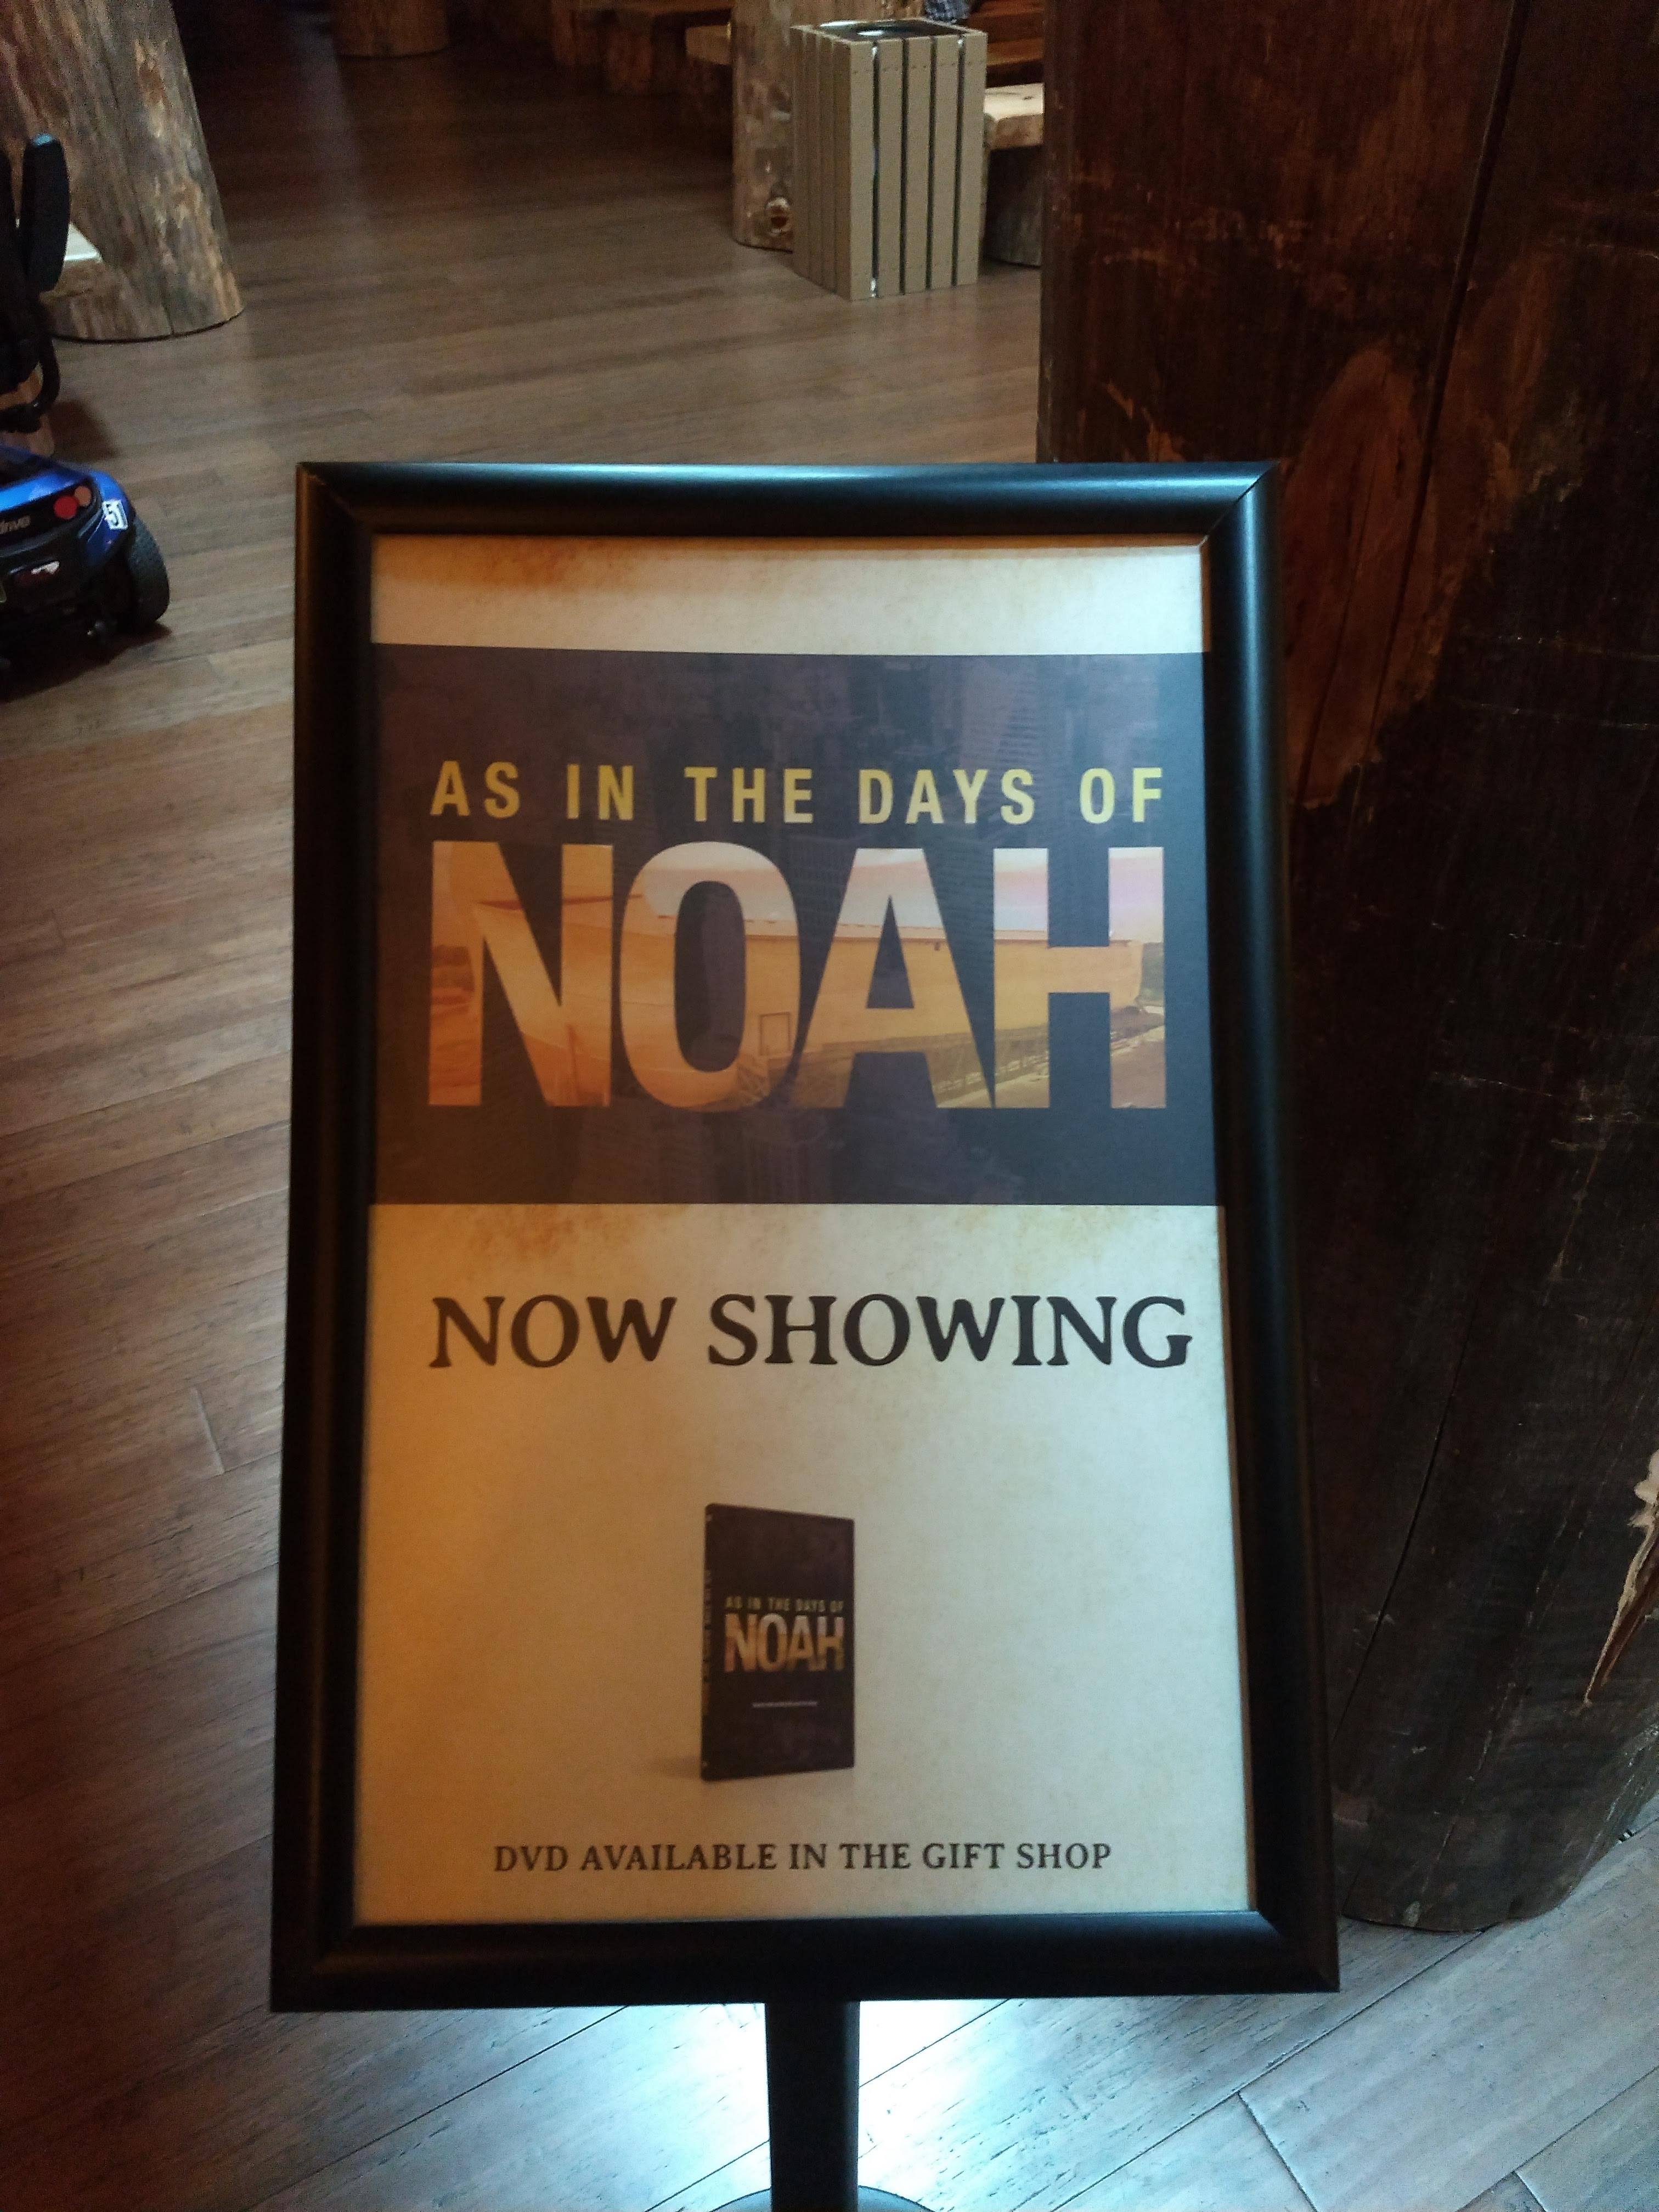 AS IN THE DAYS OF
NOAH
NOW SHOWING
AS IN THE DAYS OF
NOAH
DVD AVAILABLE IN THE GIFT SHOP
51